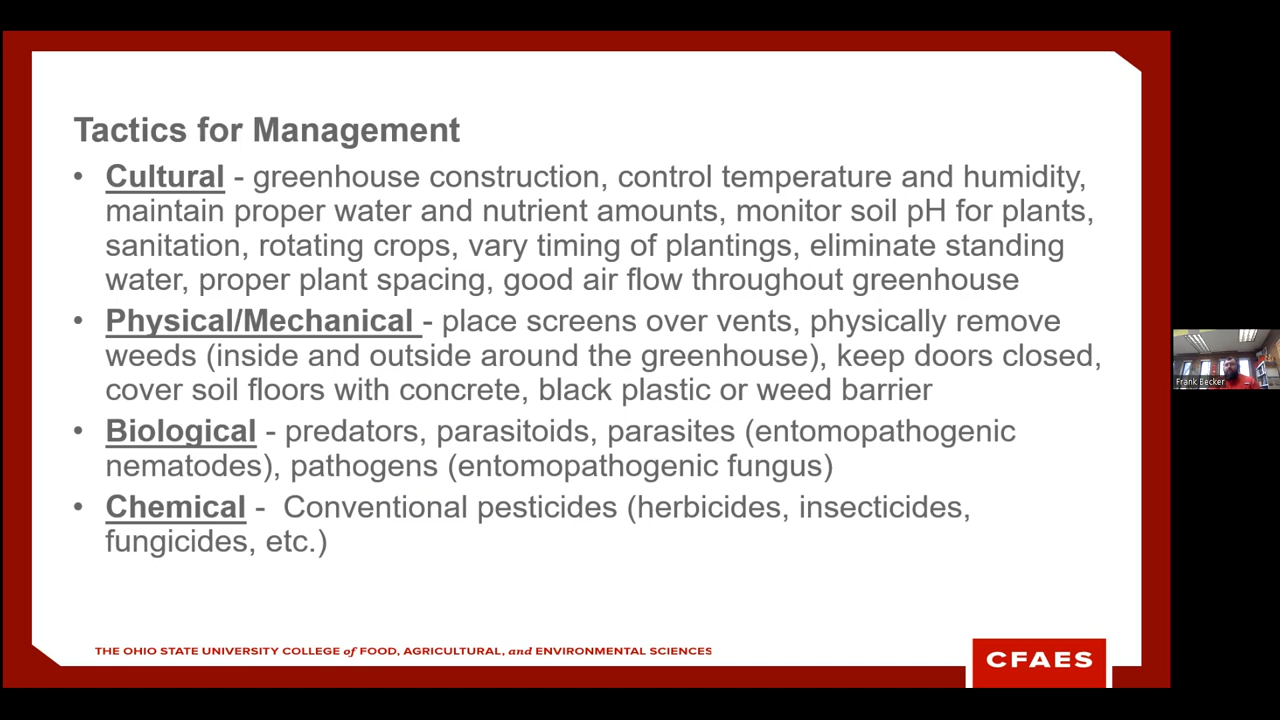 Tactics for Management
• Cultural - greenhouse construction, control temperature and humidity,
maintain proper water and nutrient amounts, monitor soil pH for plants,
sanitation, rotating crops, vary timing of plantings, eliminate standing
water, proper plant spacing, good air flow throughout greenhouse
• Physical/Mechanical - place screens over vents, physically remove
weeds (inside and outside around the greenhouse), keep doors closed,
cover soil floors with concrete, black plastic or weed barrier
• Biological - predators, parasitoids, parasites (entomopathogenic
nematodes), pathogens (entomopathogenic fungus)
• Chemical - Conventional pesticides (herbicides, insecticides,
fungicides, etc.)
THE OHIO STATE UNIVERSITY COLLEGE of FOOD, AGRICULTURAL, and ENVIRONMENTAL SCIENCES
CFAES
Frank Becker